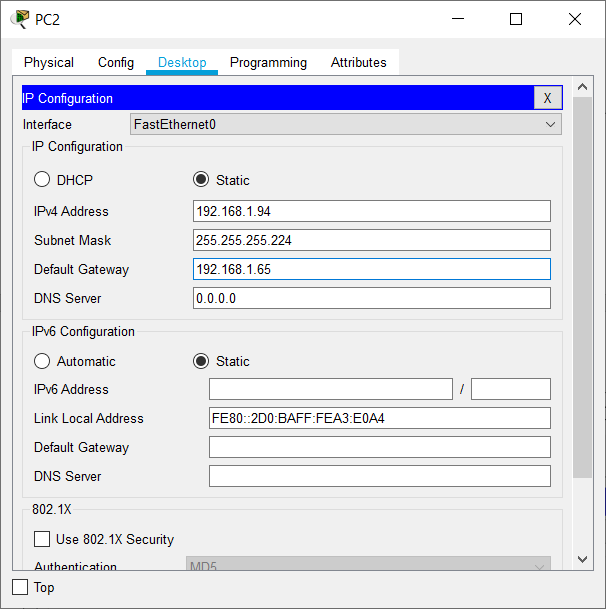 PC2
Physical Config Desktop Programming Attributes
IP Configuration X
Interface FastEthernet0
IP Configuration
DHCP Static
IPv4 Address 192.168.1.94
Subnet Mask 255.255.255.224
Default Gateway 192.168.1.65
DNS Server 0.0.0.0
IPv6 Configuration
Automatic Static
IPv6 Address /
Link Local Address FE80::2D0:BAFF:FEA3:E0A4
Default Gateway
DNS Server
802.1X
Use 802.1X Security
Authentication MD5
Top